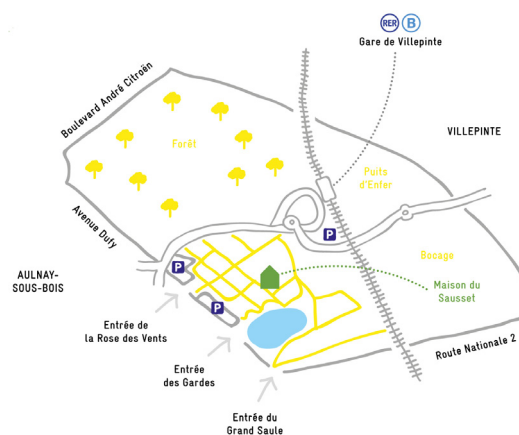 RER B
Gare de Villepinte
Boulevard André Citroën
VILLEPINTE
Forêt
Puits
d'Enfer
Avenue Dufy
P
Bocage
P
AULNAY-
SOUS-BOIS
Maison du
Sausset
P
Entrée de
la Rose des Vents
Route Nationale 2
Entrée
des Gardes
Entrée du
Grand Saule